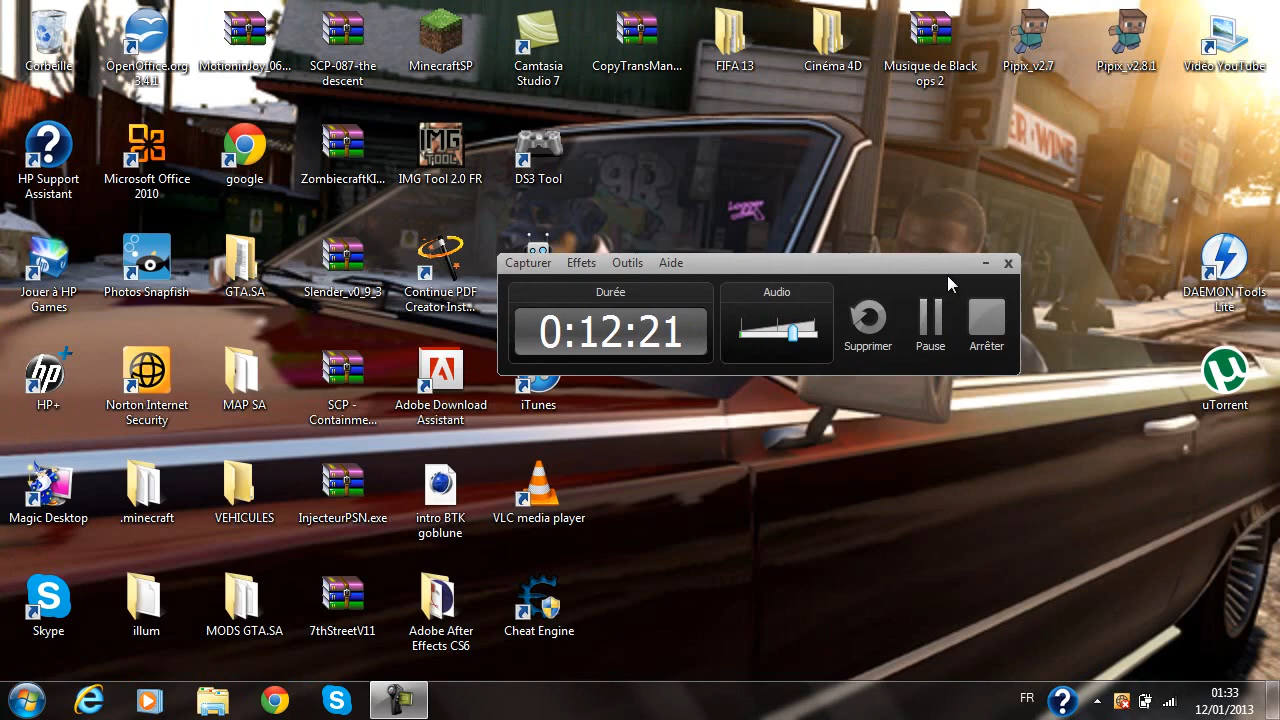 Corbeille
OpenOffice.org
3.4.1
MotioninJoy_06...
SCP-087-the
descent
MinecraftSP
Camtasia
Studio 7
CopyTransMan...
FIFA 13
Cinéma 4D
Musique de Black
ops 2
Pipix_v2.7
Pipix_v2.8.1
Vidéo YouTube
HP Support
Assistant
Microsoft Office
2010
google
ZombiecraftKI...
IMG
TOOL
IMG Tool 2.0 FR
DS3 Tool
Jouer à HP
Games
Photos Snapfish
GTA.SA
Slender_v0_9_3
Continue PDF
Creator Inst...
Capturer Effets Outils Aide
Durée
0:12:21
Audio
Supprimer
Pause
Arrêter
DAEMON Tools
Lite
HP+
Norton Internet
Security
MAP SA
SCP -
Containme...
Adobe Download
Assistant
iTunes
uTorrent
Magic Desktop
.minecraft
VEHICULES
InjecteurPSN.exe
intro BTK
goblune
VLC media player
Skype
illum
MODS GTA.SA
7thStreetV11
Adobe After
Effects CS6
Cheat Engine
FR
01:33
12/01/2013